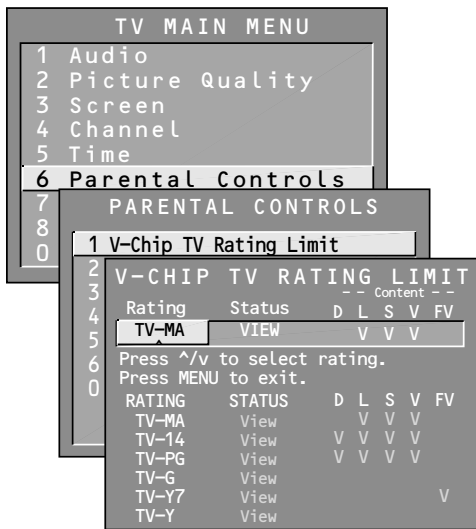 TV MAIN MENU
1 Audio
2 Picture Quality
3 Screen
4 Channel
5 Time
6 Parental Controls
7
8
0
PARENTAL CONTROLS
1 V-Chip TV Rating Limit
2
3
4
5
6
0
V-CHIP TV RATING LIMIT
-- Content --
Rating Status D L S V FV
TV-MA VIEW V V V
Press ^/v to select rating.
Press MENU to exit.
RATING STATUS D L S V FV
TV-MA View V V V
TV-14 View V V V V
TV-PG View V V V V
TV-G View
TV-Y7 View V
TV-Y View